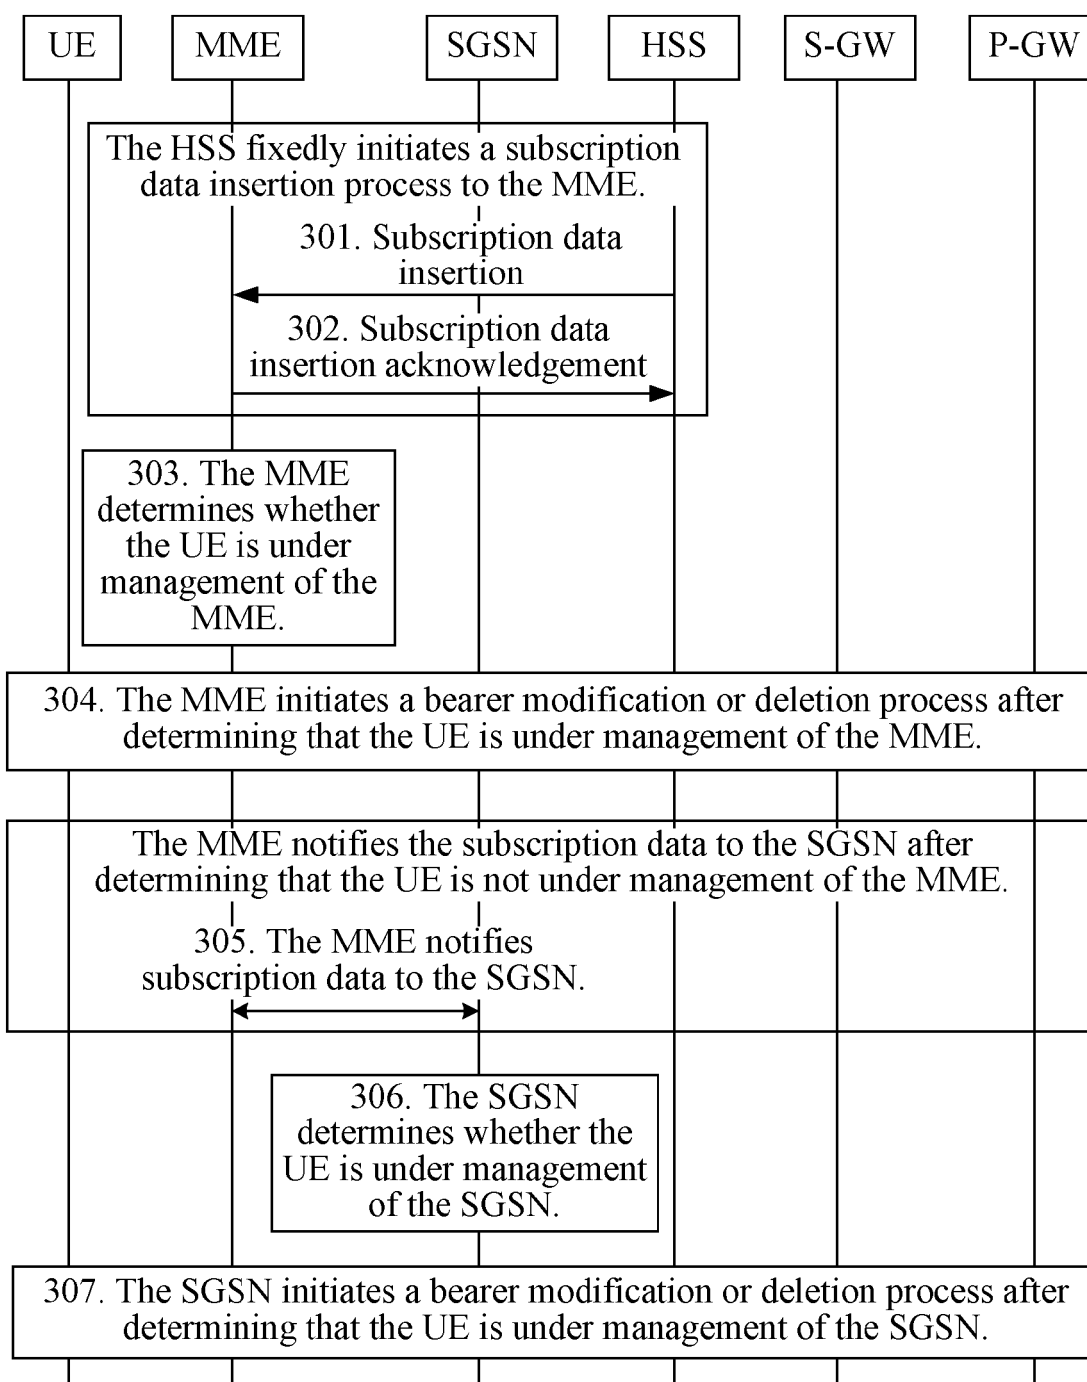 UE MME SGSN HSS S-GW P-GW
The HSS fixedly initiates a subscription
data insertion process to the MME.
301. Subscription data
insertion
302. Subscription data
insertion acknowledgement
303. The MME
determines whether
the UE is under
management of the
MME.
304. The MME initiates a bearer modification or deletion process after
determining that the UE is under management of the MME.
The MME notifies the subscription data to the SGSN after
determining that the UE is not under management of the MME.
305. The MME notifies
subscription data to the SGSN.
306. The SGSN
determines whether the
UE is under management
of the SGSN.
307. The SGSN initiates a bearer modification or deletion process after
determining that the UE is under management of the SGSN.